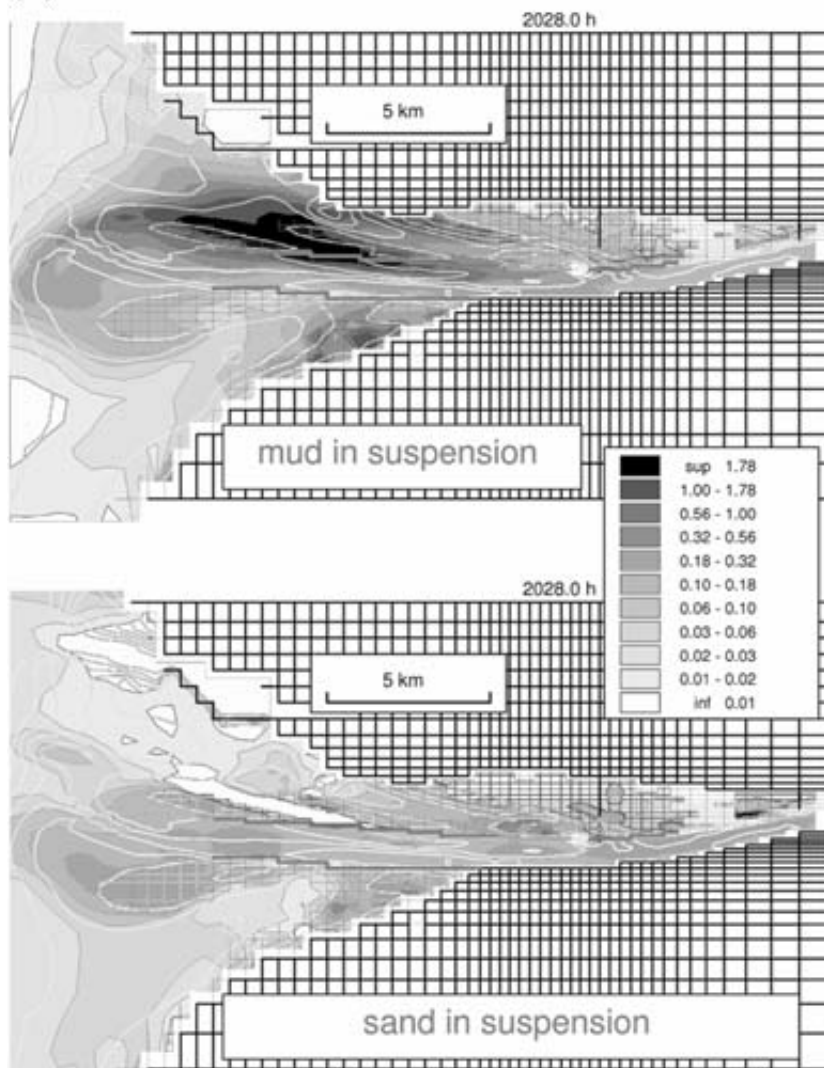 2028.0 h
5 km
mud in suspension
sup 1.78
1.00 - 1.78
0.56 - 1.00
0.32 - 0.56
0.18 - 0.32
0.10 - 0.18
0.06 - 0.10
0.03 - 0.06
0.02 - 0.03
0.01 - 0.02
inf 0.01
2028.0 h
5 km
sand in suspension